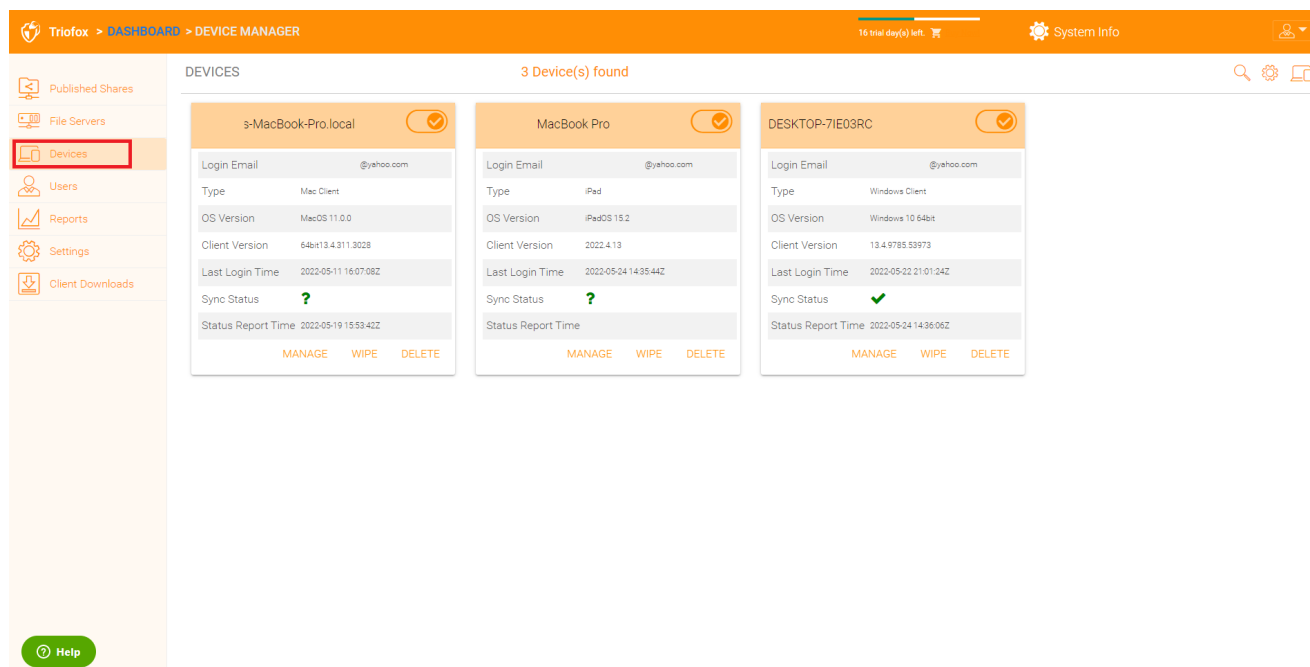 Triofox > DASHBOARD > DEVICE MANAGER
16 trial day(s) left.
System Info
Published Shares
File Servers
Devices
Users
Reports
Settings
Client Downloads
Help
DEVICES
3 Device(s) found
s-MacBook-Pro.local
Login Email @yahoo.com
Type Mac Client
OS Version MacOS 11.0.0
Client Version 64bit13.4.311.3028
Last Login Time 2022-05-11 16:07:08Z
Sync Status ?
Status Report Time 2022-05-19 15:53:42Z
MANAGE WIPE DELETE
MacBook Pro
Login Email @yahoo.com
Type iPad
OS Version iPadOS 15.2
Client Version 2022.4.13
Last Login Time 2022-05-24 14:35:44Z
Sync Status ?
Status Report Time
MANAGE WIPE DELETE
DESKTOP-7IE03RC
Login Email @yahoo.com
Type Windows Client
OS Version Windows 10 64bit
Client Version 13.4.9785.53973
Last Login Time 2022-05-22 21:01:24Z
Sync Status
Status Report Time 2022-05-24 14:36:06Z
MANAGE WIPE DELETE